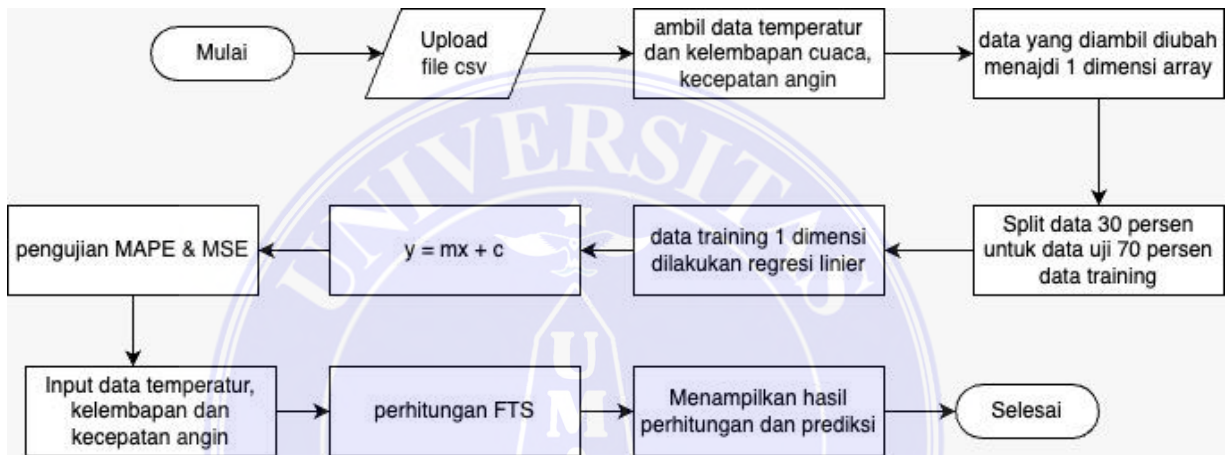 Mulai
Upload
file csv
ambil data temperatur
dan kelembapan cuaca,
kecepatan angin
data yang diambil diubah
menajdi 1 dimensi array
Split data 30 persen
untuk data uji 70 persen
data training
data training 1 dimensi
dilakukan regresi linier
y = mx + c
pengujian MAPE & MSE
Input data temperatur,
kelembapan dan
kecepatan angin
perhitungan FTS
Menampilkan hasil
perhitungan dan prediksi
Selesai
UNIVERSITAS
U
M